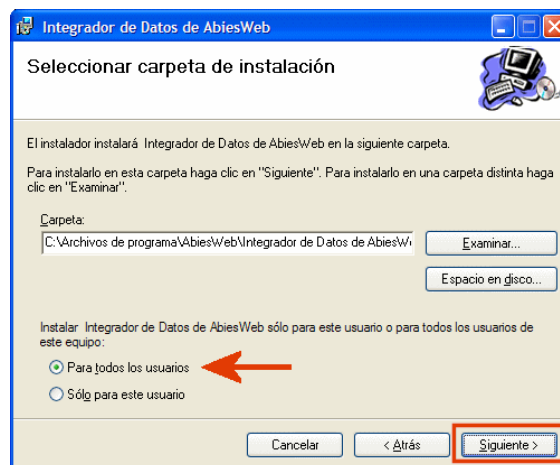 Integrador de Datos de AbiesWeb
Seleccionar carpeta de instalación
El instalador instalará Integrador de Datos de AbiesWeb en la siguiente carpeta.
Para instalarlo en esta carpeta haga clic en "Siguiente". Para instalarlo en una carpeta distinta haga
clic en "Examinar".
Carpeta:
C:\Archivos de programa\AbiesWeb\Integrador de Datos de AbiesW
Examinar...
Espacio en disco...
Instalar Integrador de Datos de AbiesWeb sólo para este usuario o para todos los usuarios de
este equipo:
Para todos los usuarios
Sólo para este usuario
Cancelar
< Atrás
Siguiente >